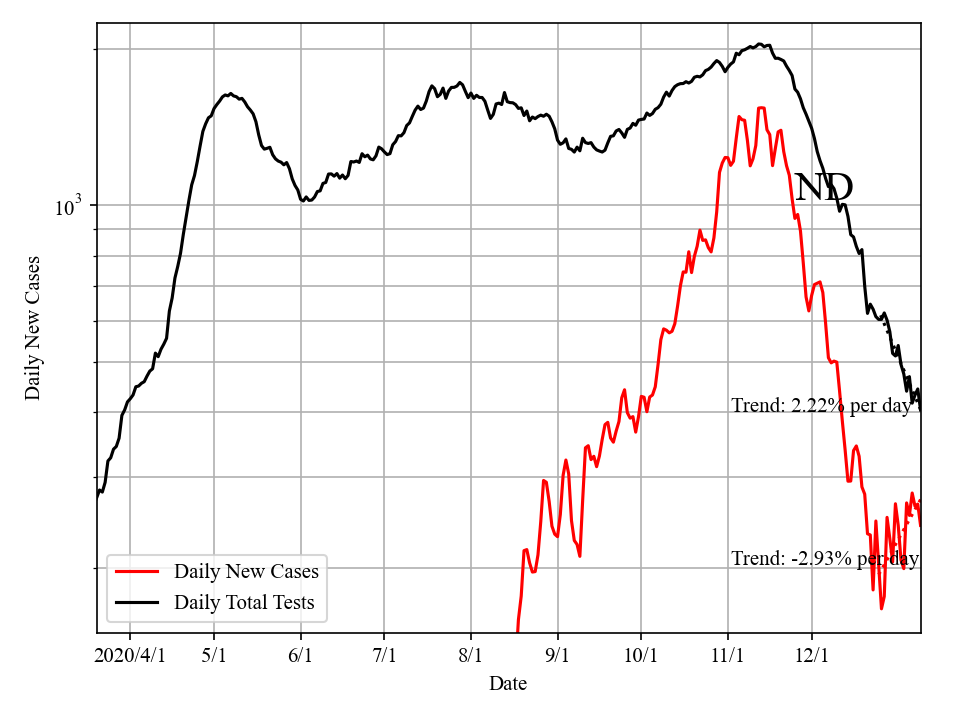 ND
10³
Daily New Cases
Trend: 2.22% per day
Trend: -2.93% per day
Daily New Cases
Daily Total Tests
2020/4/1 5/1 6/1 7/1 8/1 9/1 10/1 11/1 12/1
Date